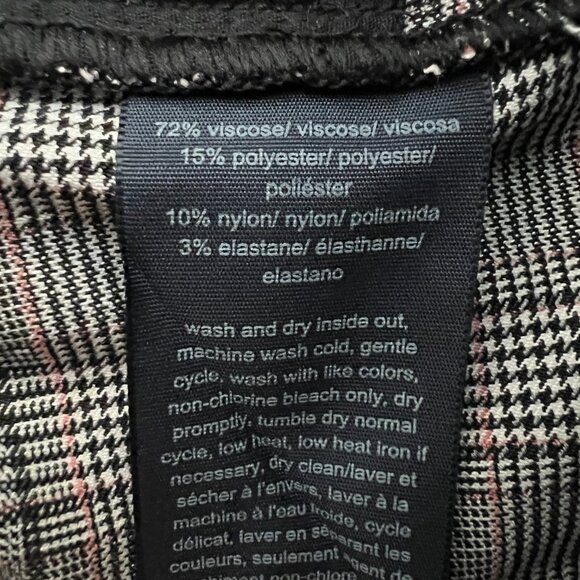 72% viscose/ viscose/ viscosa
15% polyester/ polyester/
poliéster
10% nylon/ nylon/ poliamida
3% elastane/ élasthanne/
elastano
wash and dry inside out,
machine wash cold, gentle
cycle, wash with like colors,
non-chlorine bleach only, dry
promptly, tumble dry normal
cycle, low heat, low heat iron if
necessary, dry clean/laver et
sécher à l'envers, laver à la
machine à l'eau froide, cycle
délicat, laver en séparant les
couleurs, seulement agent de